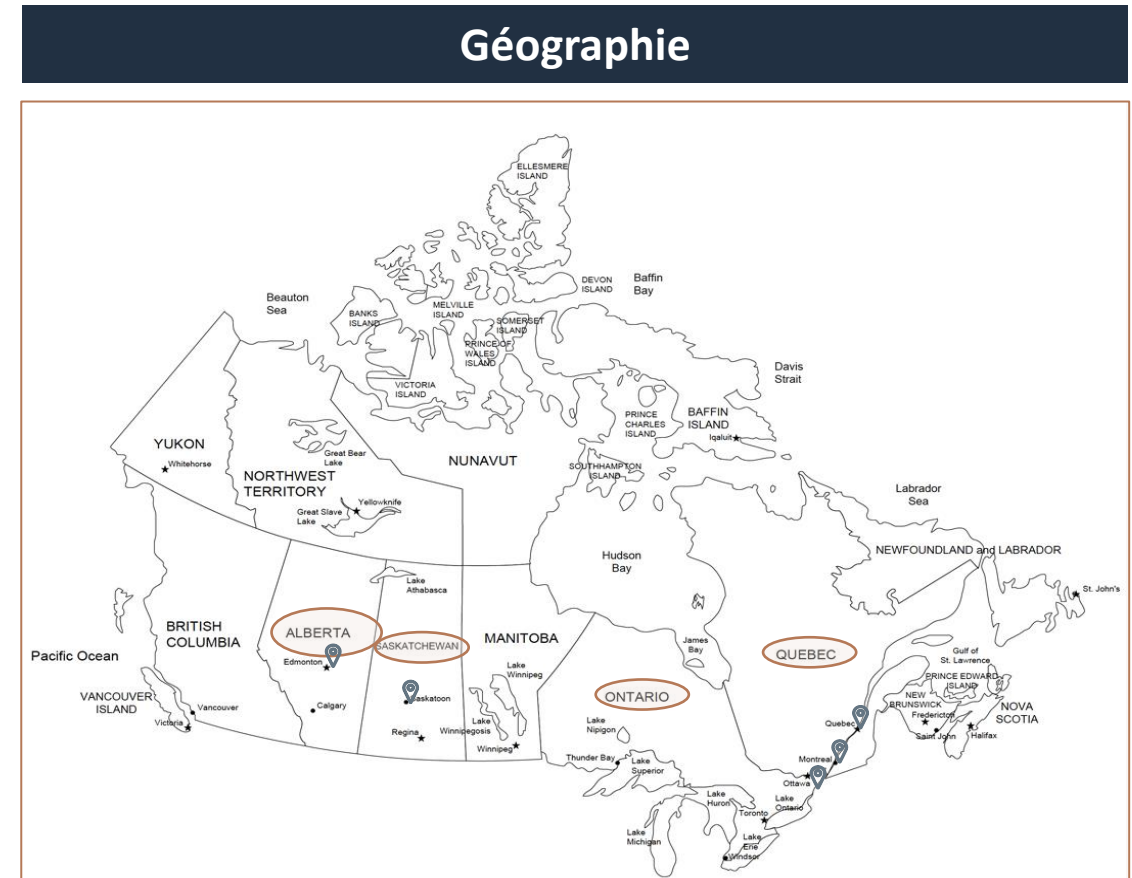 Géographie
ELLESMERE
ISLAND
DEVON
ISLAND
Baffin
Bay
Beauton
Sea
BANKS
ISLAND
MELVILLE
ISLAND
SOMERSET
ISLAND
PRINCE OF
WALES
ISLAND
VICTORIA
ISLAND
Davis
Strait
PRINCE
CHARLES
ISLAND
BAFFIN
ISLAND
Iqaluit
YUKON
Whitehorse
Great Bear
Lake
NORTHWEST
TERRITORY
NUNAVUT
SOUTHHAMPTON
ISLAND
Yellowknife
Great Slave
Lake
Labrador
Sea
Hudson
Bay
NEWFOUNDLAND and LABRADOR
St. John's
Lake
Athabasca
BRITISH
COLUMBIA
ALBERTA
SASKATCHEWAN
MANITOBA
James
Bay
QUEBEC
Gulf of
St. Lawrence
Pacific Ocean
Edmonton
Lake
Winnipeg
ONTARIO
PRINCE EDWARD
ISLAND
VANCOUVER
ISLAND
Vancouver
Victoria
Calgary
Saskatoon
Regina
Lake
Winnipegosis
Winnipeg
Lake
Nipigon
NEW
BRUNSWICK
Fredericton
Saint John
NOVA
SCOTIA
Halifax
Quebec
Montreal
Ottawa
Thunder Bay
Lake
Superior
Lake
Huron
Lake
Ontario
Toronto
Lake
Michigan
Lake
Erie
Windsor